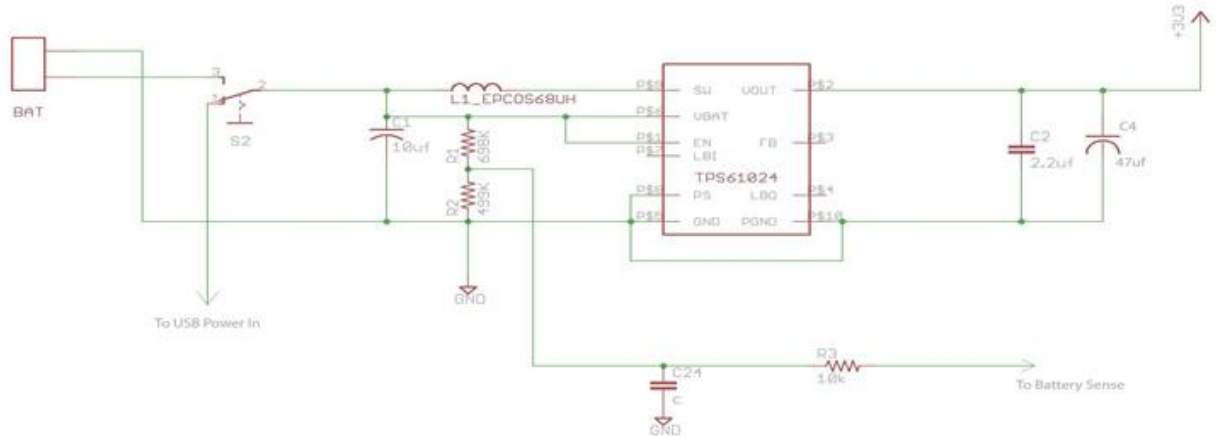 +3V3
BAT
3
2
1
S2
L1_EPCOS68UH
C1
10uf
R1
698K
R2
499K
GND
P$9
SW
VOUT
P$2
P$6
VBAT
P$1
EN
FB
P$3
P$7
LBI
TPS61024
P$8
PS
LBO
P$4
P$5
GND
PGND
P$10
C2
2.2uf
C4
47uf
To USB Power In
C24
C
GND
R3
10k
To Battery Sense